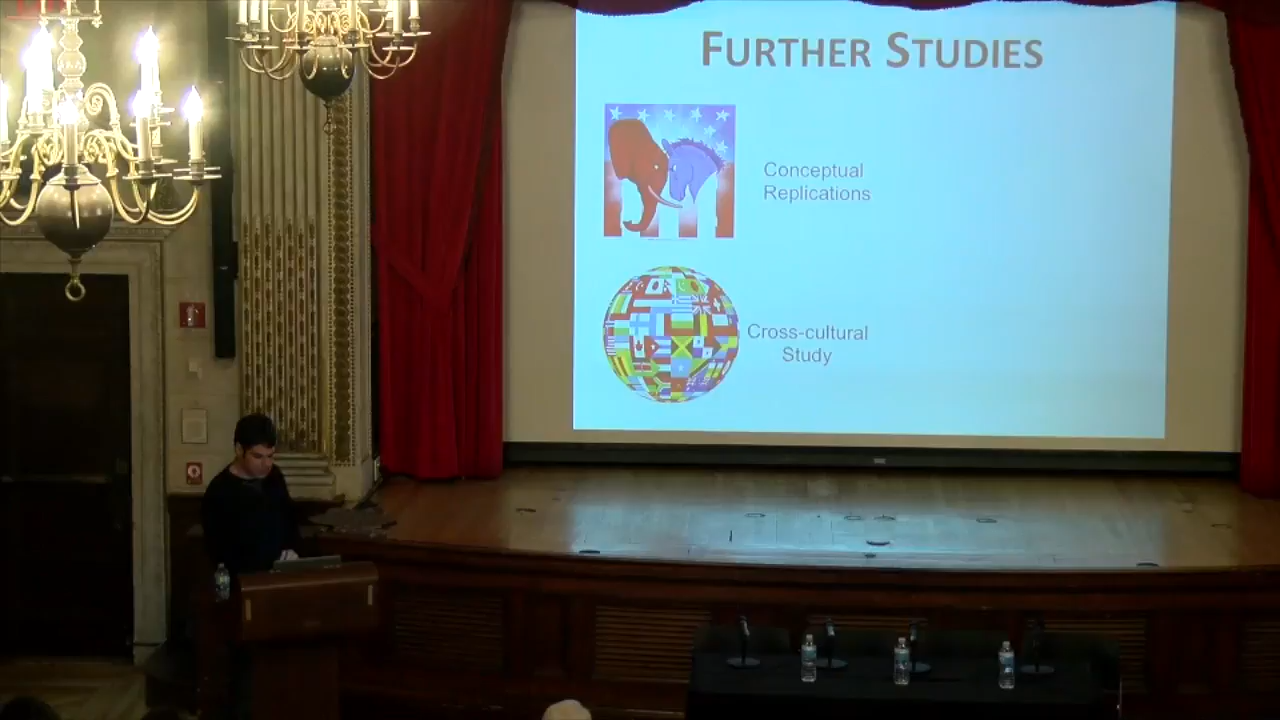 FURTHER STUDIES
Conceptual
Replications
Cross-cultural
Study